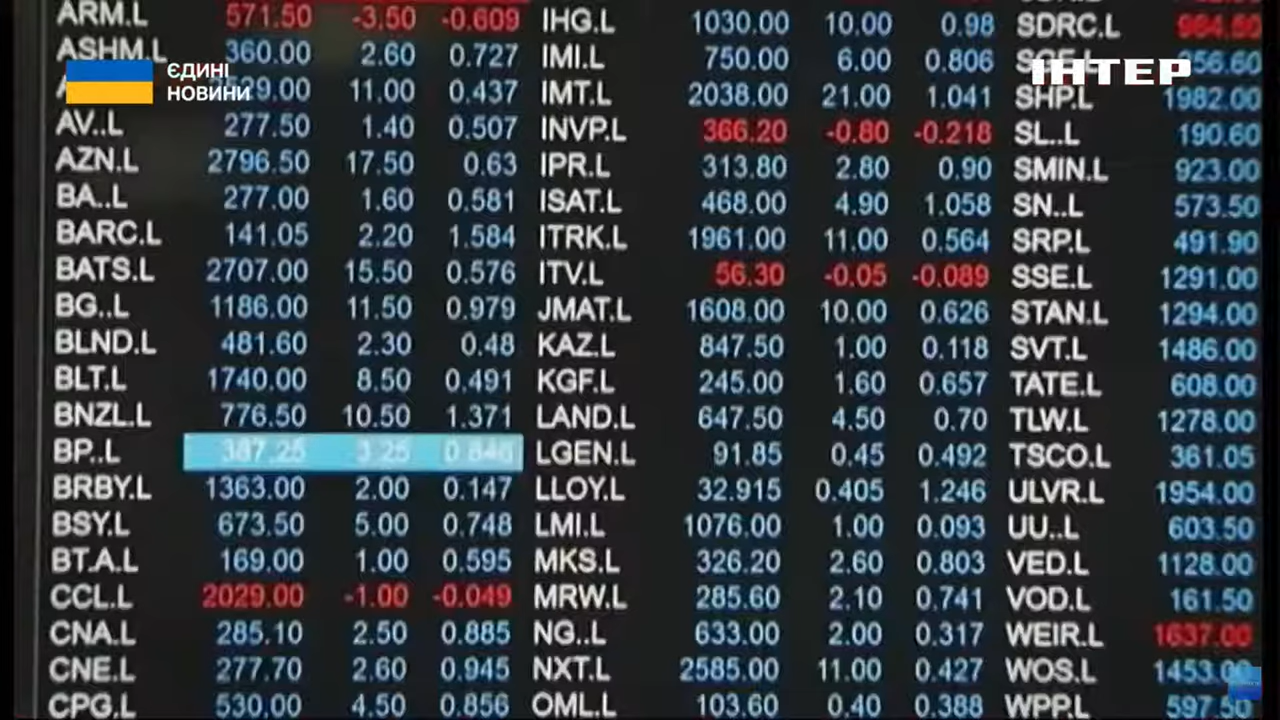 ARM.L 571.50 -3.50 -0.609 IHG.L 1030.00 10.00 0.98 SDRC.L 984.50
ASHM.L 360.00 2.60 0.727 IMI.L 750.00 6.00 0.806 656.60
ЄДИНІ
НОВИНИ
ІНТЕР
11.00 0.437 IMT.L 2038.00 21.00 1.041 SHP.L 1982.00
AV..L 277.50 1.40 0.507 INVP.L 366.20 -0.80 -0.218 SL..L 190.60
AZN.L 2796.50 17.50 0.63 IPR.L 313.80 2.80 0.90 SMIN.L 923.00
BA..L 277.00 1.60 0.581 ISAT.L 468.00 4.90 1.058 SN..L 573.50
BARC.L 141.05 2.20 1.584 ITRK.L 1961.00 11.00 0.564 SRP.L 491.90
BATS.L 2707.00 15.50 0.576 ITV.L 56.30 -0.05 -0.089 SSE.L 1291.00
BG..L 1186.00 11.50 0.979 JMAT.L 1608.00 10.00 0.626 STAN.L 1294.00
BLND.L 481.60 2.30 0.48 KAZ.L 847.50 1.00 0.118 SVT.L 1486.00
BLT.L 1740.00 8.50 0.491 KGF.L 245.00 1.60 0.657 TATE.L 608.00
BNZL.L 776.50 10.50 1.371 LAND.L 647.50 4.50 0.70 TLW.L 1278.00
BP..L 387.25 3.25 0.846 LGEN.L 91.85 0.45 0.492 TSCO.L 361.05
BRBY.L 1363.00 2.00 0.147 LLOY.L 32.915 0.405 1.246 ULVR.L 1954.00
BSY.L 673.50 5.00 0.748 LMI.L 1076.00 1.00 0.093 UU..L 603.50
BT.A.L 169.00 1.00 0.595 MKS.L 326.20 2.60 0.803 VED.L 1128.00
CCL.L 2029.00 -1.00 -0.049 MRW.L 285.60 2.10 0.741 VOD.L 161.50
CNA.L 285.10 2.50 0.885 NG..L 633.00 2.00 0.317 WEIR.L 1637.00
CNE.L 277.70 2.60 0.945 NXT.L 2585.00 11.00 0.427 WOS.L 1453.00
CPG.L 530.00 4.50 0.856 OML.L 103.60 0.40 0.388 WPP.L 597.50